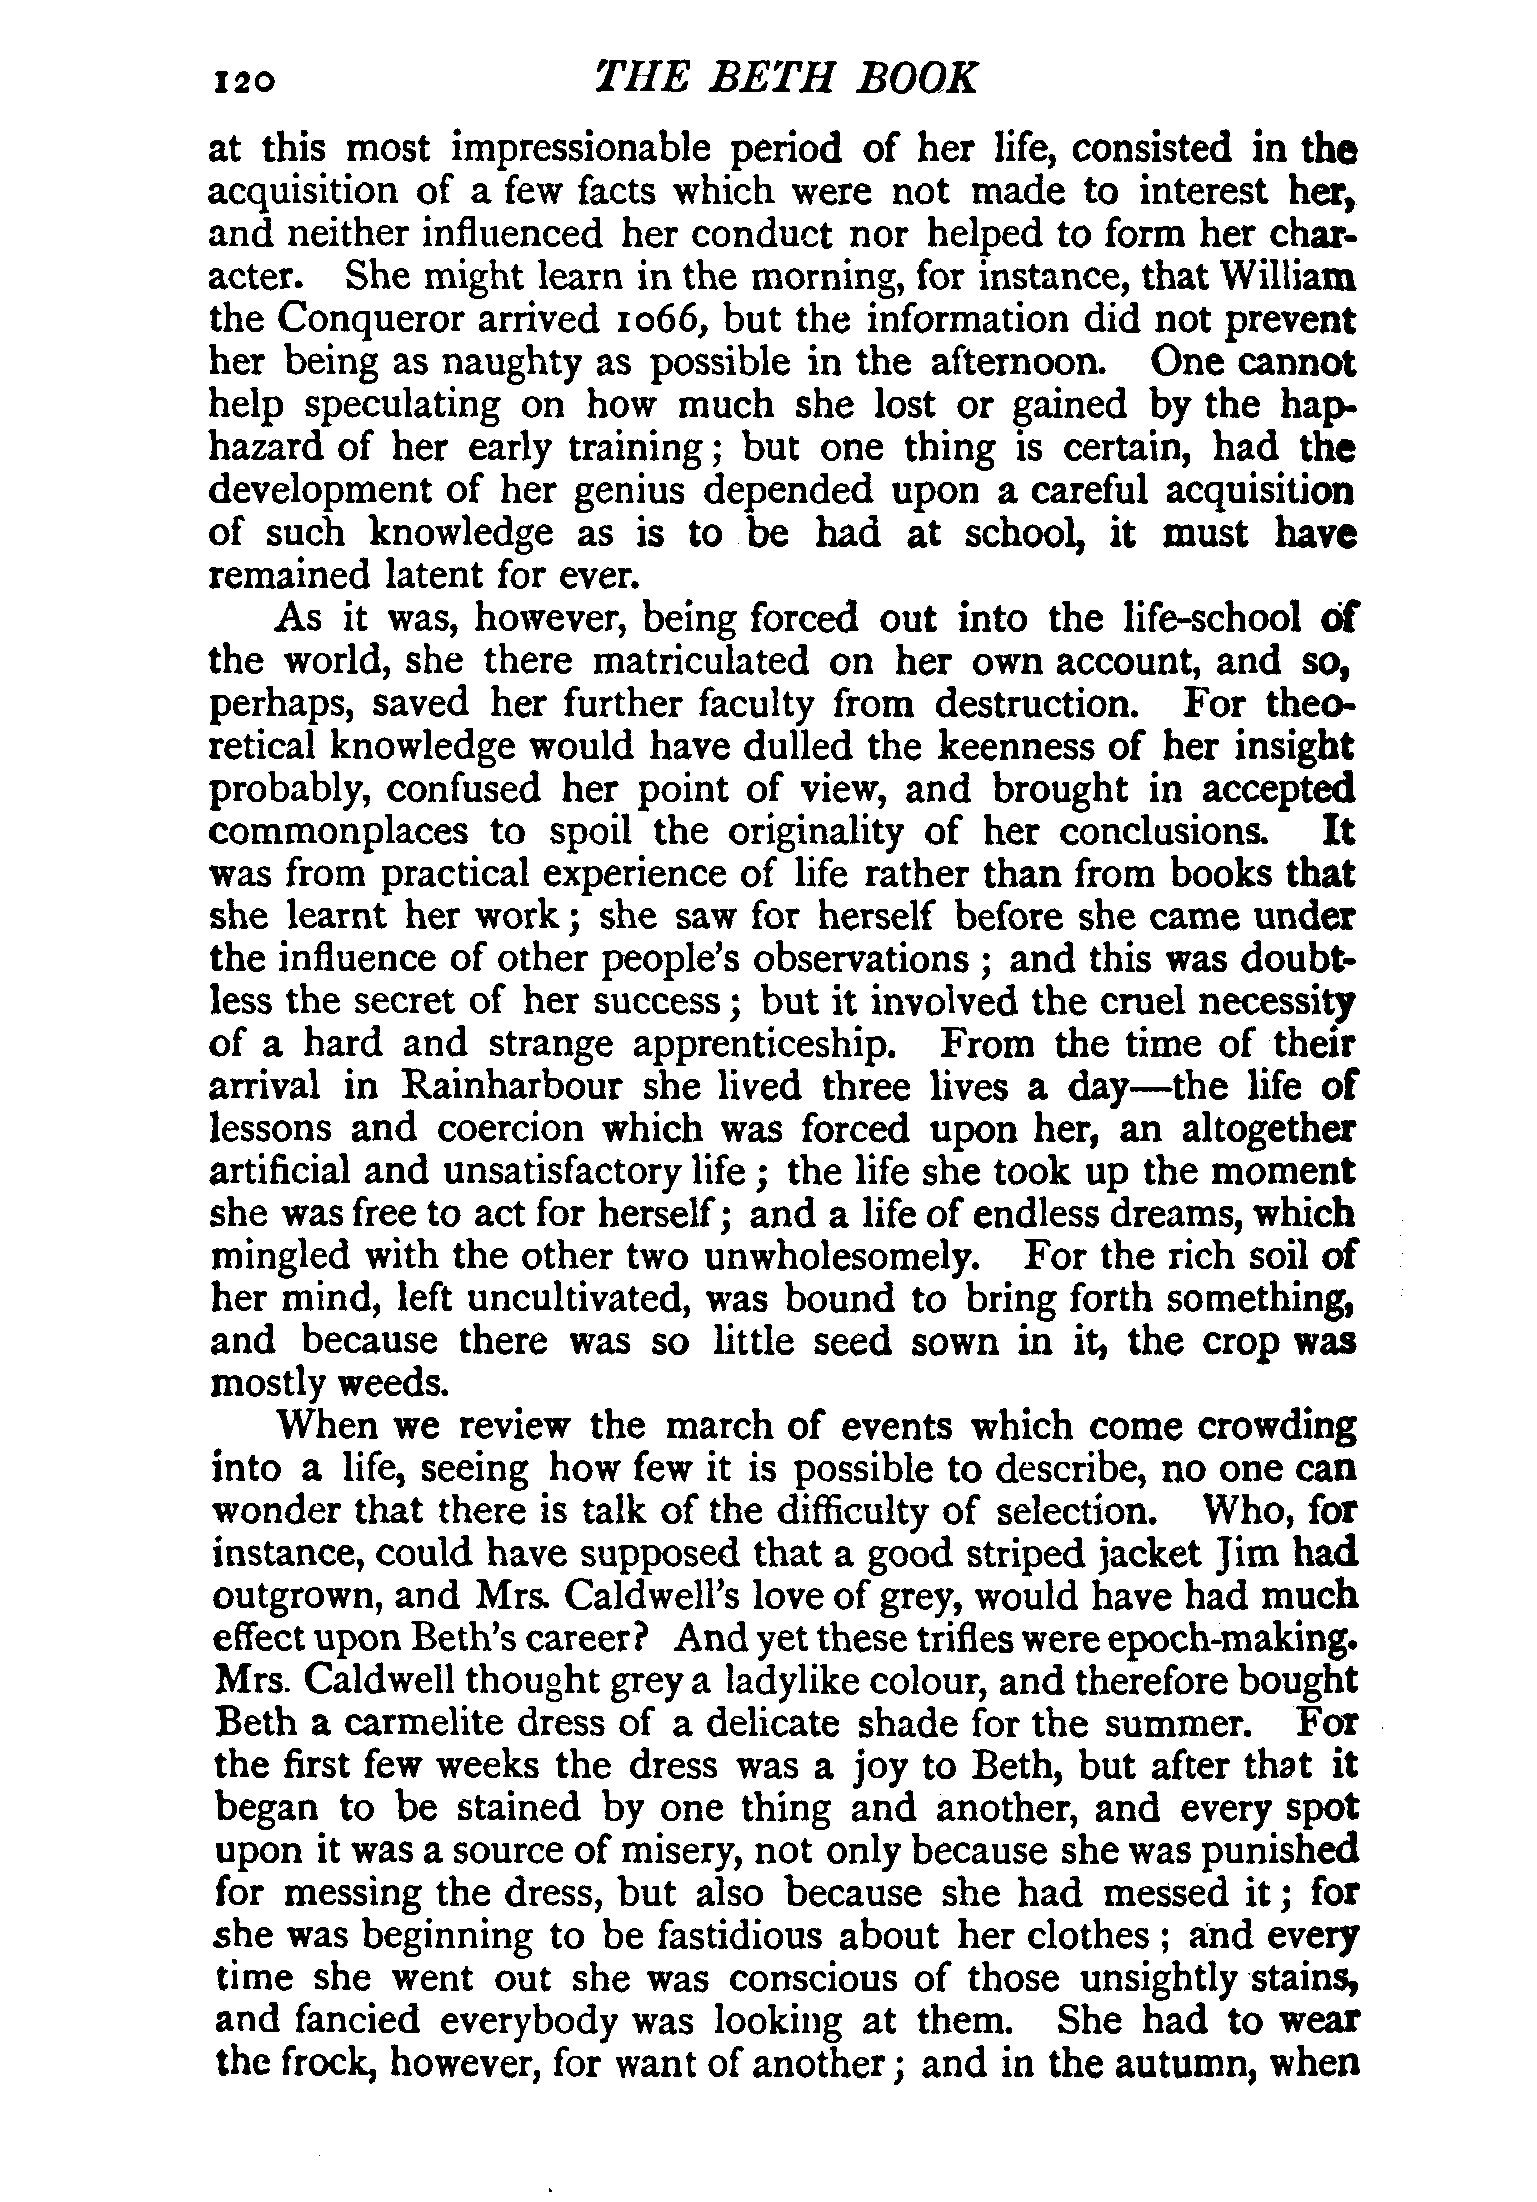 120 THE BETH BOOK
at this most impressionable period of her life, consisted in the
acquisition of a few facts which were not made to interest her,
and neither influenced her conduct nor helped to form her char-
acter. She might learn in the morning, for instance, that William
the Conqueror arrived 1066, but the information did not prevent
her being as naughty as possible in the afternoon. One cannot
help speculating on how much she lost or gained by the hap-
hazard of her early training; but one thing is certain, had the
development of her genius depended upon a careful acquisition
of such knowledge as is to be had at school, it must have
remained latent for ever.
As it was, however, being forced out into the life-school of
the world, she there matriculated on her own account, and so,
perhaps, saved her further faculty from destruction. For theo-
retical knowledge would have dulled the keenness of her insight
probably, confused her point of view, and brought in accepted
commonplaces to spoil the originality of her conclusions. It
was from practical experience of life rather than from books that
she learnt her work; she saw for herself before she came under
the influence of other people's observations; and this was doubt-
less the secret of her success; but it involved the cruel necessity
of a hard and strange apprenticeship. From the time of their
arrival in Rainharbour she lived three lives a day—the life of
lessons and coercion which was forced upon her, an altogether
artificial and unsatisfactory life; the life she took up the moment
she was free to act for herself; and a life of endless dreams, which
mingled with the other two unwholesomely. For the rich soil of
her mind, left uncultivated, was bound to bring forth something,
and because there was so little seed sown in it, the crop was
mostly weeds.
When we review the march of events which come crowding
into a life, seeing how few it is possible to describe, no one can
wonder that there is talk of the difficulty of selection. Who, for
instance, could have supposed that a good striped jacket Jim had
outgrown, and Mrs. Caldwell's love of grey, would have had much
effect upon Beth's career? And yet these trifles were epoch-making.
Mrs. Caldwell thought grey a ladylike colour, and therefore bought
Beth a carmelite dress of a delicate shade for the summer. For
the first few weeks the dress was a joy to Beth, but after that it
began to be stained by one thing and another, and every spot
upon it was a source of misery, not only because she was punished
for messing the dress, but also because she had messed it; for
she was beginning to be fastidious about her clothes; and every
time she went out she was conscious of those unsightly stains,
and fancied everybody was looking at them. She had to wear
the frock, however, for want of another; and in the autumn, when